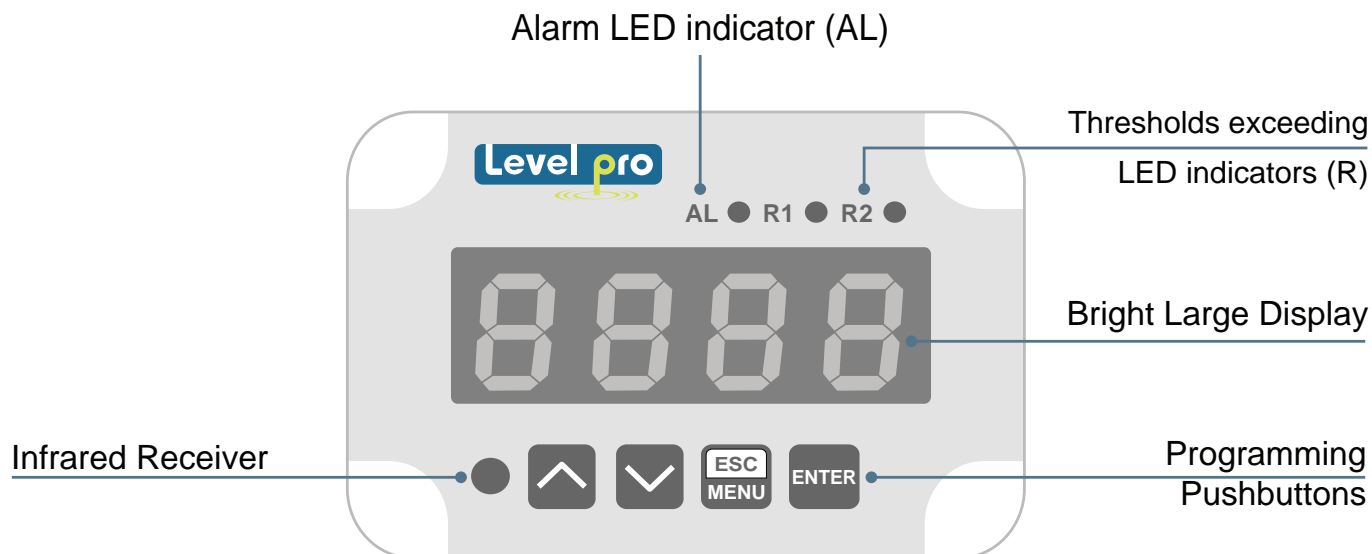 Alarm LED indicator (AL)
Thresholds exceeding
LED indicators (R)
Level pro
AL R1 R2
8888
Bright Large Display
Infrared Receiver
ESC
MENU
ENTER
Programming
Pushbuttons